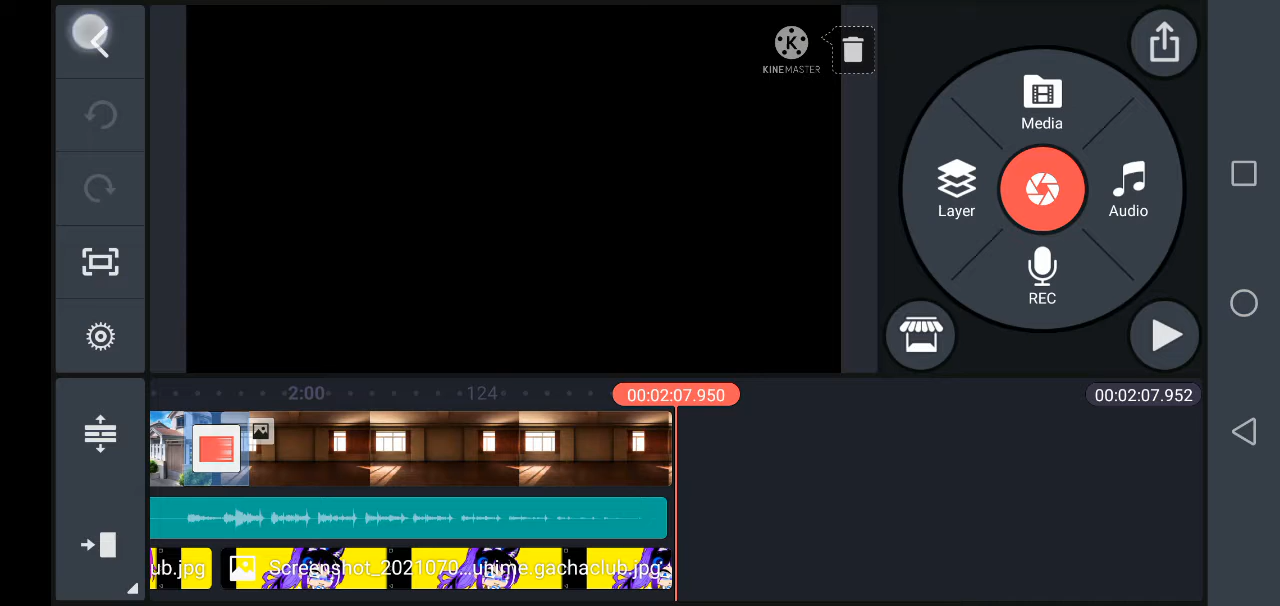 K
KINEMASTER
Media
Layer
Audio
REC
2:00
124
00:02:07.950
00:02:07.952
ub.jpg
Screenshot_2021070...unime.gachaclub.jpg